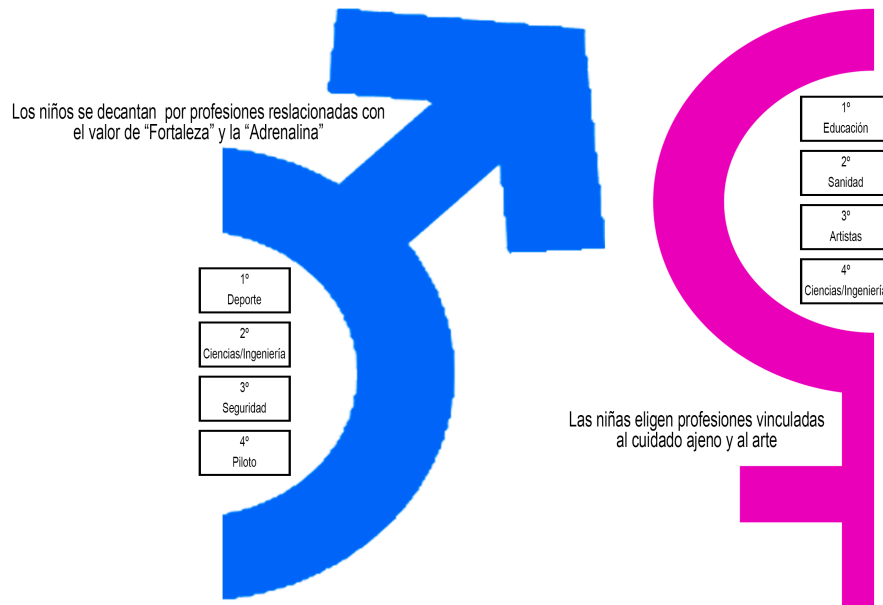 Los niños se decantan por profesiones reslacionadas con
el valor de “Fortaleza” y la “Adrenalina”
1º
Deporte
2º
Ciencias/Ingeniería
3º
Seguridad
4º
Piloto
1º
Educación
2º
Sanidad
3º
Artistas
4º
Ciencias/Ingeniería
Las niñas eligen profesiones vinculadas
al cuidado ajeno y al arte